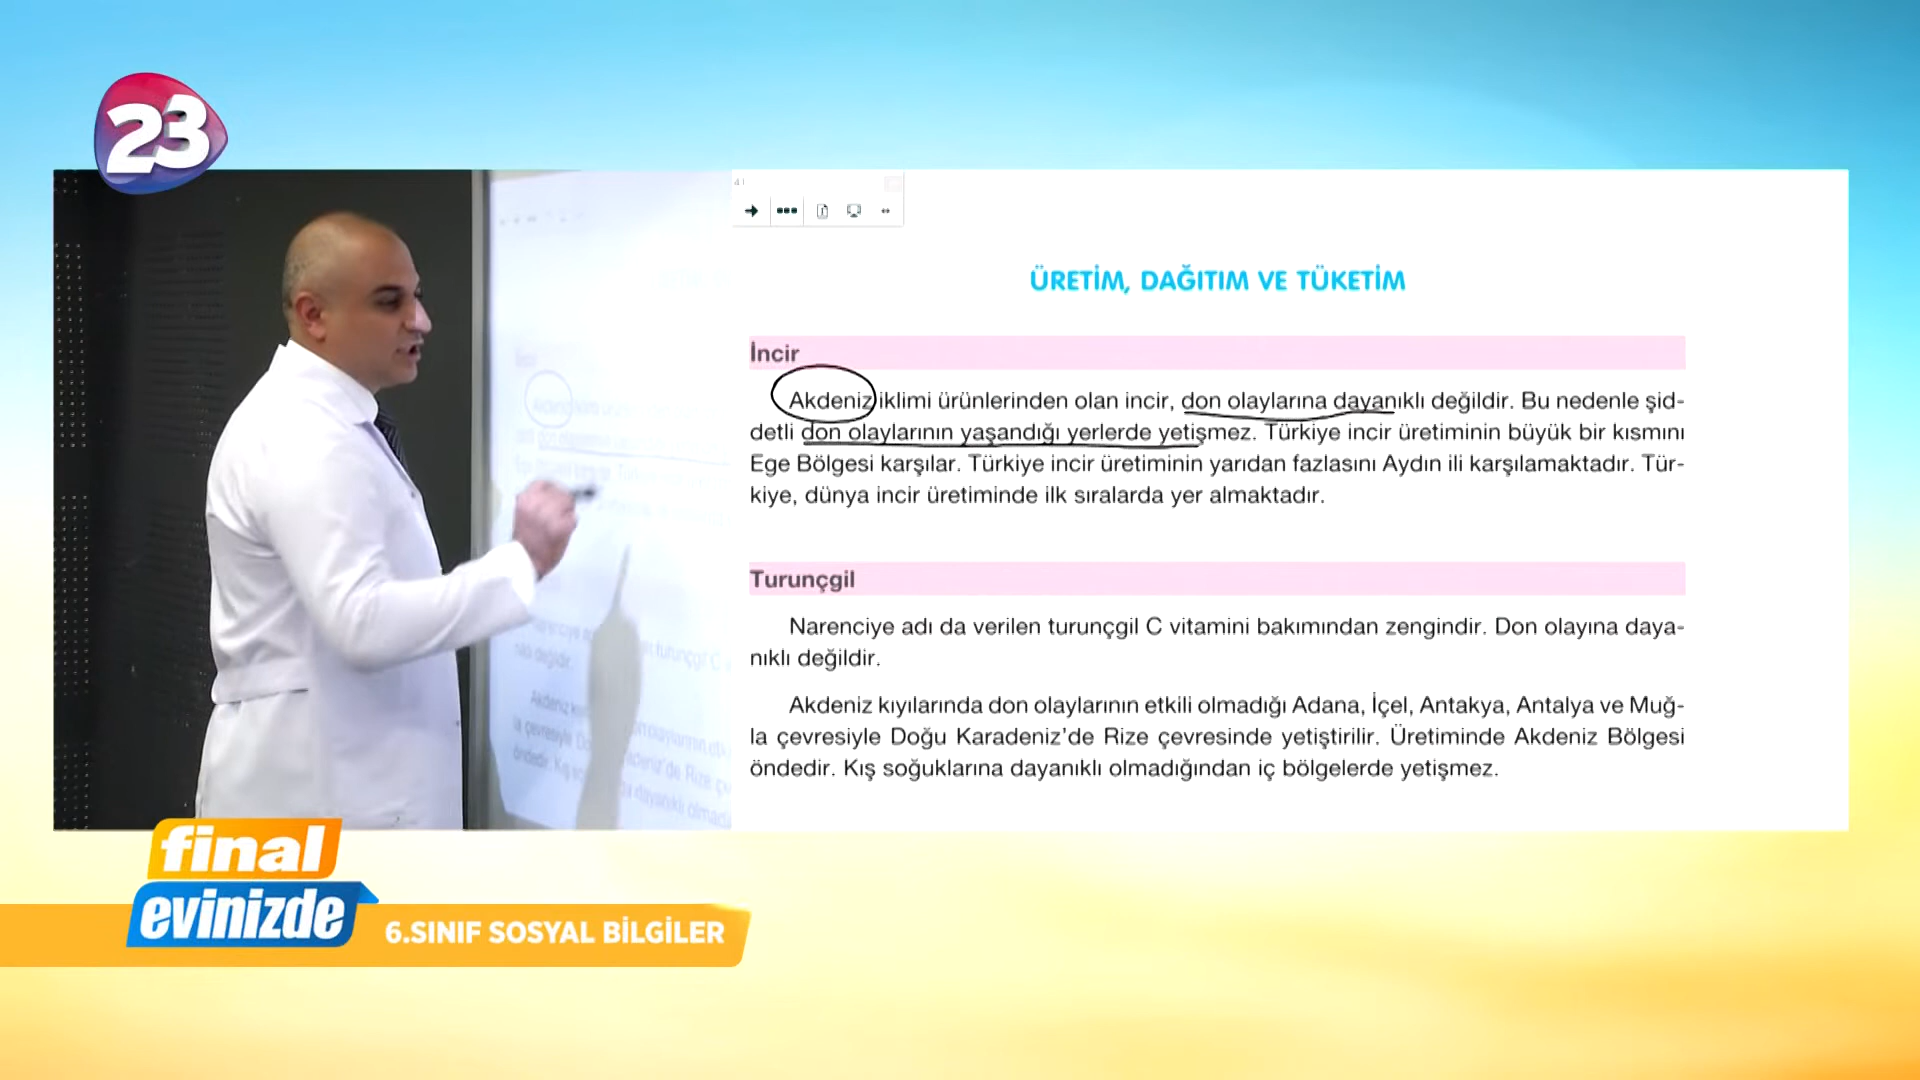 23
ÜRETİM, DAĞITIM VE TÜKETİM
İncir
Akdeniz iklimi ürünlerinden olan incir, don olaylarına dayanıklı değildir. Bu nedenle şid-
detli don olaylarının yaşandığı yerlerde yetişmez. Türkiye incir üretiminin büyük bir kısmını
Ege Bölgesi karşılar. Türkiye incir üretiminin yarıdan fazlasını Aydın ili karşılamaktadır. Tür-
kiye, dünya incir üretiminde ilk sıralarda yer almaktadır.
Turunçgil
Narenciye adı da verilen turunçgil C vitamini bakımından zengindir. Don olayına daya-
nıklı değildir.
Akdeniz kıyılarında don olaylarının etkili olmadığı Adana, İçel, Antakya, Antalya ve Muğ-
la çevresiyle Doğu Karadeniz'de Rize çevresinde yetiştirilir. Üretiminde Akdeniz Bölgesi
öndedir. Kış soğuklarına dayanıklı olmadığından iç bölgelerde yetişmez.
final
evinizde
6.SINIF SOSYAL BİLGİLER